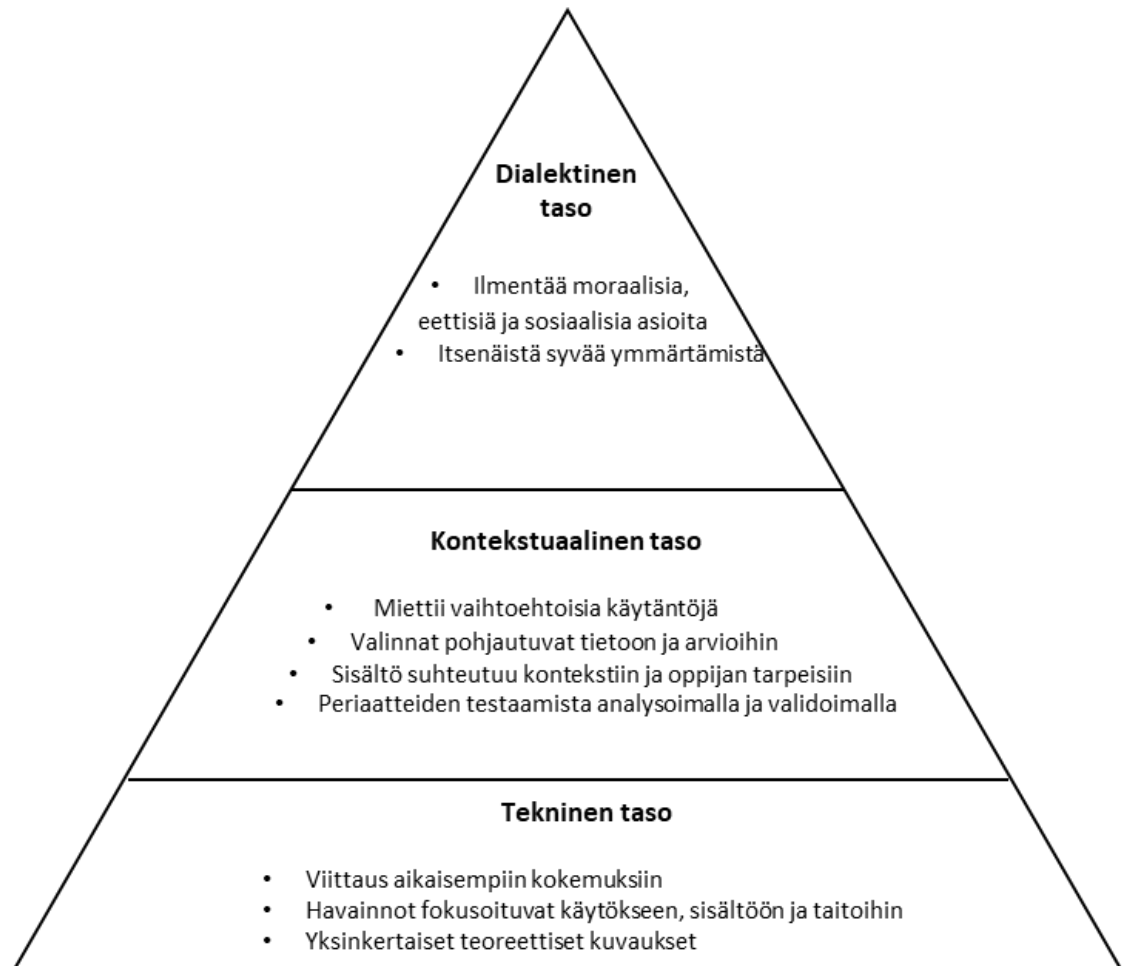 Dialektinen
taso
• Ilmentää moraalisia,
eettisiä ja sosiaalisia asioita
• Itsenäistä syvää ymmärtämistä
Kontekstuaalinen taso
• Miettii vaihtoehtoisia käytäntöjä
• Valinnat pohjautuvat tietoon ja arvioihin
• Sisältö suhteutuu kontekstiin ja oppijan tarpeisiin
• Periaatteiden testaamista analysoimalla ja validoimalla
Tekninen taso
• Viittaus aikaisempiin kokemuksiin
• Havainnot fokusoituvat käytökseen, sisältöön ja taitoihin
• Yksinkertaiset teoreettiset kuvaukset